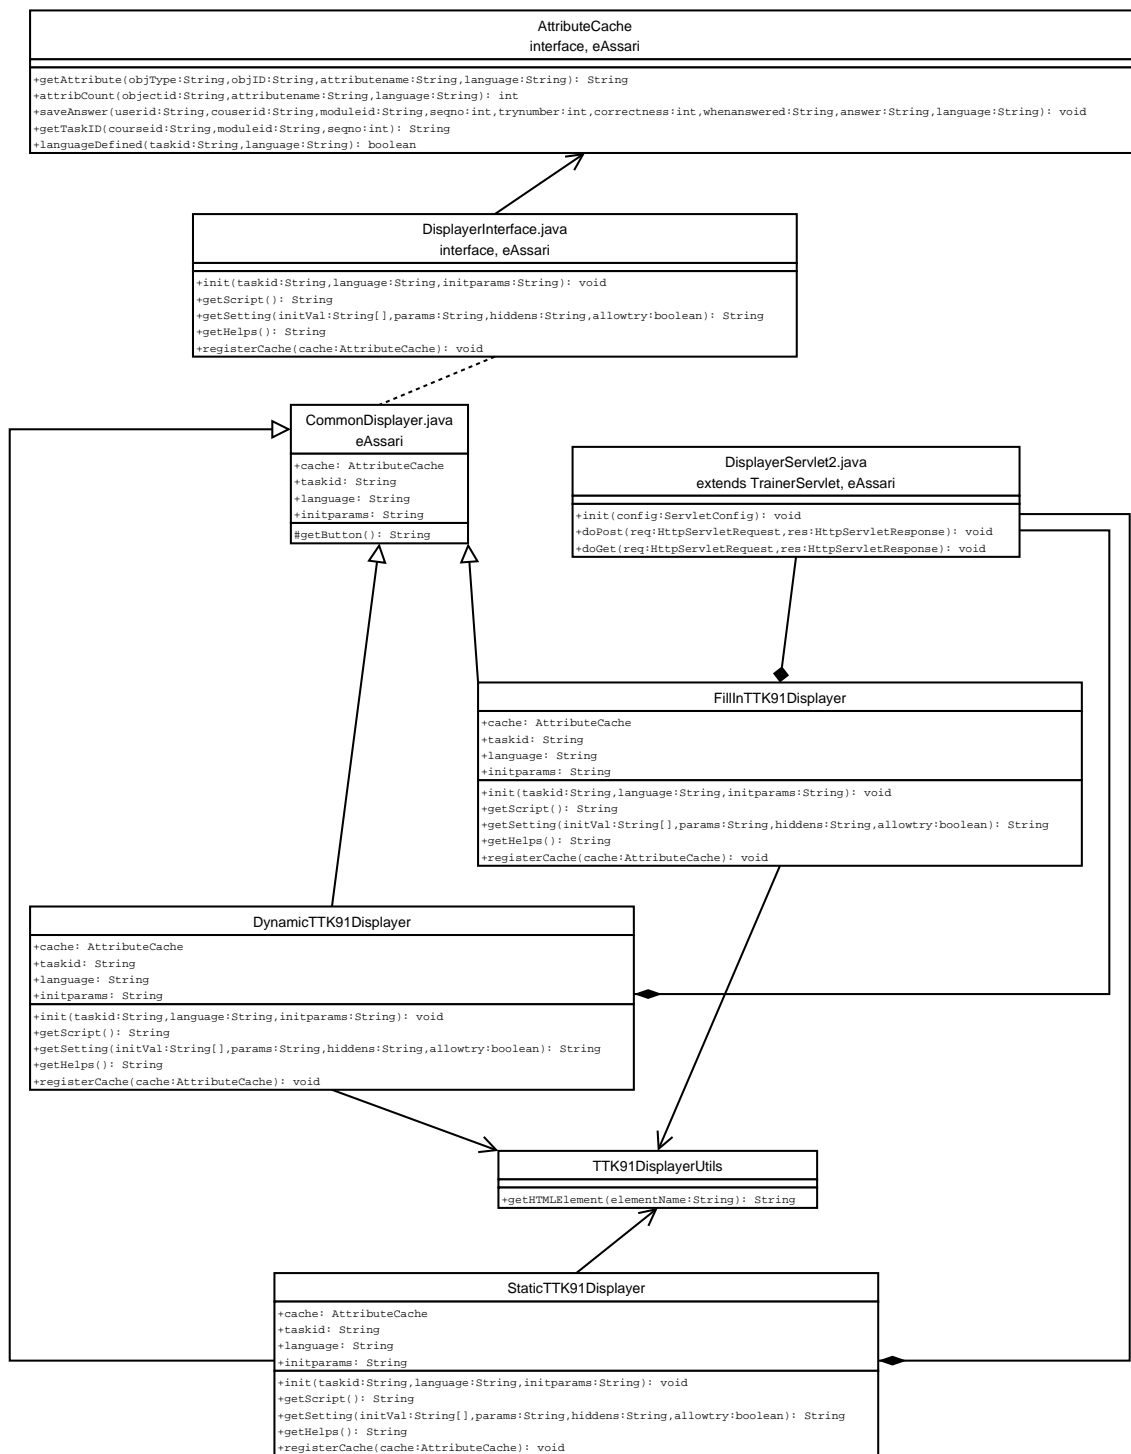 AttributeCache
interface, eAssari
+getAttribute(objType:String,objID:String,attributename:String,language:String): String
+attribCount(objectid:String,attributename:String,language:String): int
+saveAnswer(userid:String,couserid:String,moduleid:String,seqno:int,trynumber:int,correctness:int,whenanswered:String,answer:String,language:String): void
+getTaskID(courseid:String,moduleid:String,seqno:int): String
+languageDefined(taskid:String,language:String): boolean
DisplayerInterface.java
interface, eAssari
+init(taskid:String,language:String,initparams:String): void
+getScript(): String
+getSetting(initVal:String[],params:String,hiddens:String,allowtry:boolean): String
+getHelps(): String
+registerCache(cache:AttributeCache): void
CommonDisplayer.java
eAssari
+cache: AttributeCache
+taskid: String
+language: String
+initparams: String
#getButton(): String
DisplayerServlet2.java
extends TrainerServlet, eAssari
+init(config:ServletConfig): void
+doPost(req:HttpServletRequest,res:HttpServletResponse): void
+doGet(req:HttpServletRequest,res:HttpServletResponse): void
FillInTTK91Displayer
+cache: AttributeCache
+taskid: String
+language: String
+initparams: String
+init(taskid:String,language:String,initparams:String): void
+getScript(): String
+getSetting(initVal:String[],params:String,hiddens:String,allowtry:boolean): String
+getHelps(): String
+registerCache(cache:AttributeCache): void
DynamicTTK91Displayer
+cache: AttributeCache
+taskid: String
+language: String
+initparams: String
+init(taskid:String,language:String,initparams:String): void
+getScript(): String
+getSetting(initVal:String[],params:String,hiddens:String,allowtry:boolean): String
+getHelps(): String
+registerCache(cache:AttributeCache): void
TTK91DisplayerUtils
+getHTMLElement(elementName:String): String
StaticTTK91Displayer
+cache: AttributeCache
+taskid: String
+language: String
+initparams: String
+init(taskid:String,language:String,initparams:String): void
+getScript(): String
+getSetting(initVal:String[],params:String,hiddens:String,allowtry:boolean): String
+getHelps(): String
+registerCache(cache:AttributeCache): void